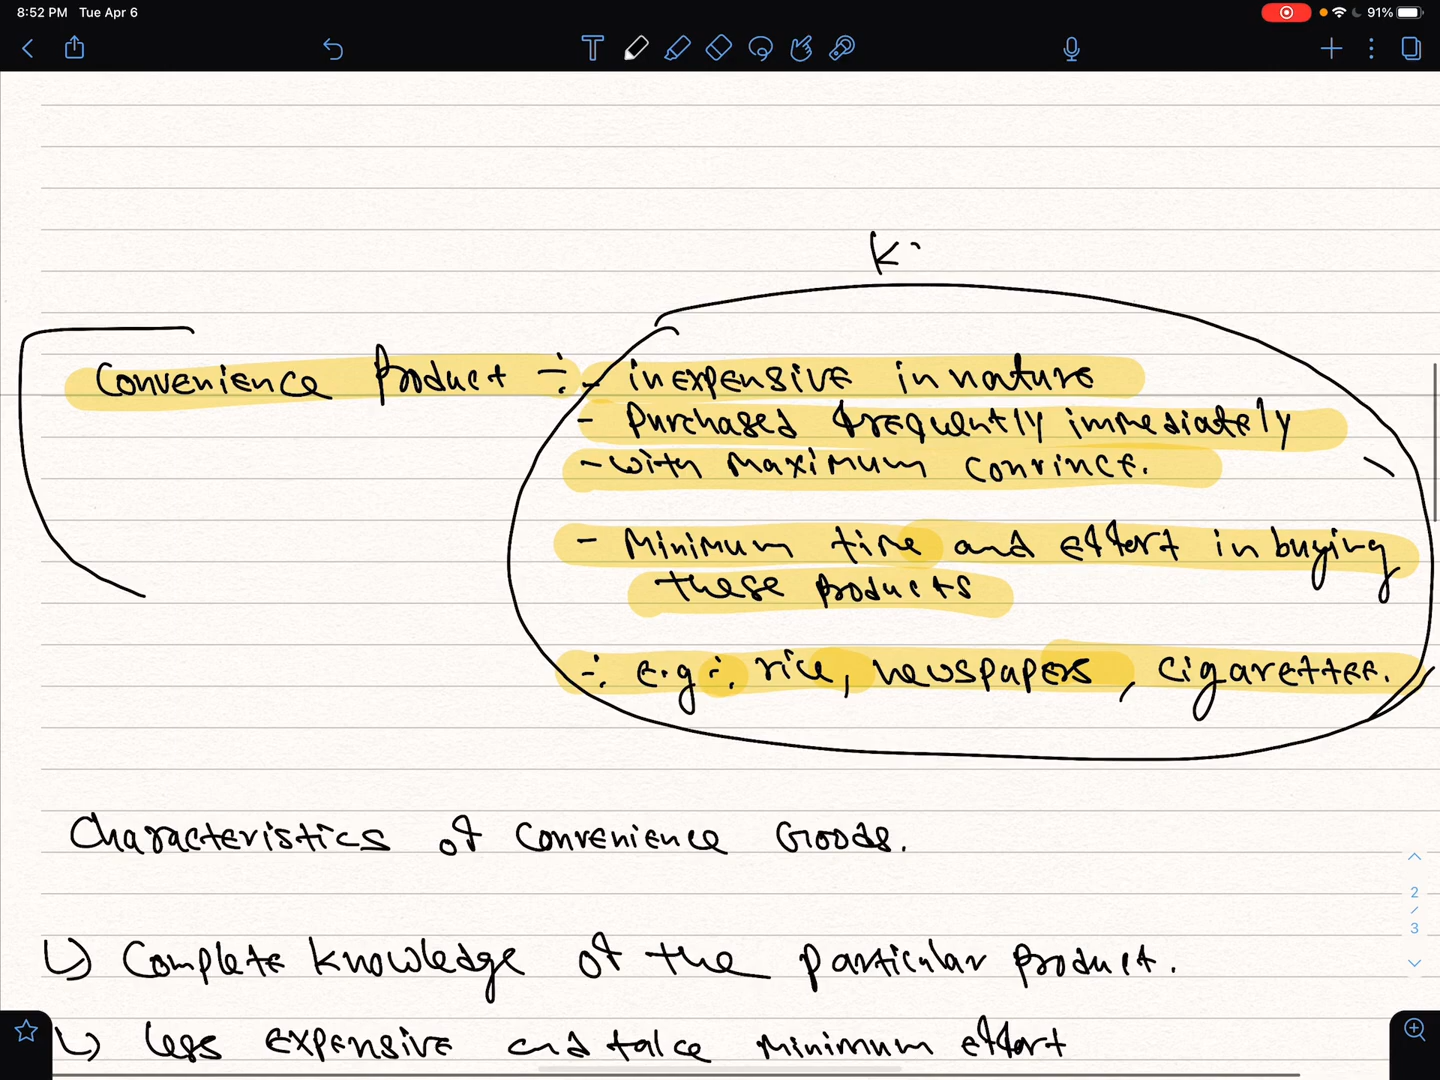 8:52 PM Tue Apr 6
91%
T
K
Convenience Product ÷ - inexpensive in nature
- Purchased frequently immediately
- with maximum convince.
- Minimum time and effort in buying
these products
÷ e.g ÷, rice, newspapers, cigarettes.
Characteristics of Convenience Goods.
2
/
3
↳ Complete knowledge of the particular product.
↳ less expensive and take minimum effort